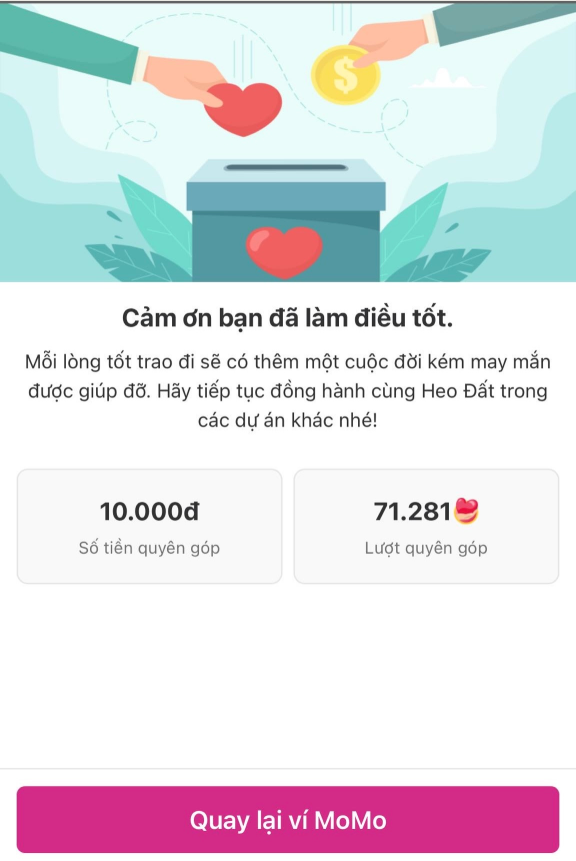 $
Cảm ơn bạn đã làm điều tốt.
Mỗi lòng tốt trao đi sẽ có thêm một cuộc đời kém may mắn
được giúp đỡ. Hãy tiếp tục đồng hành cùng Heo Đất trong
các dự án khác nhé!
10.000đ
Số tiền quyên góp
71.281
Lượt quyên góp
Quay lại ví MoMo